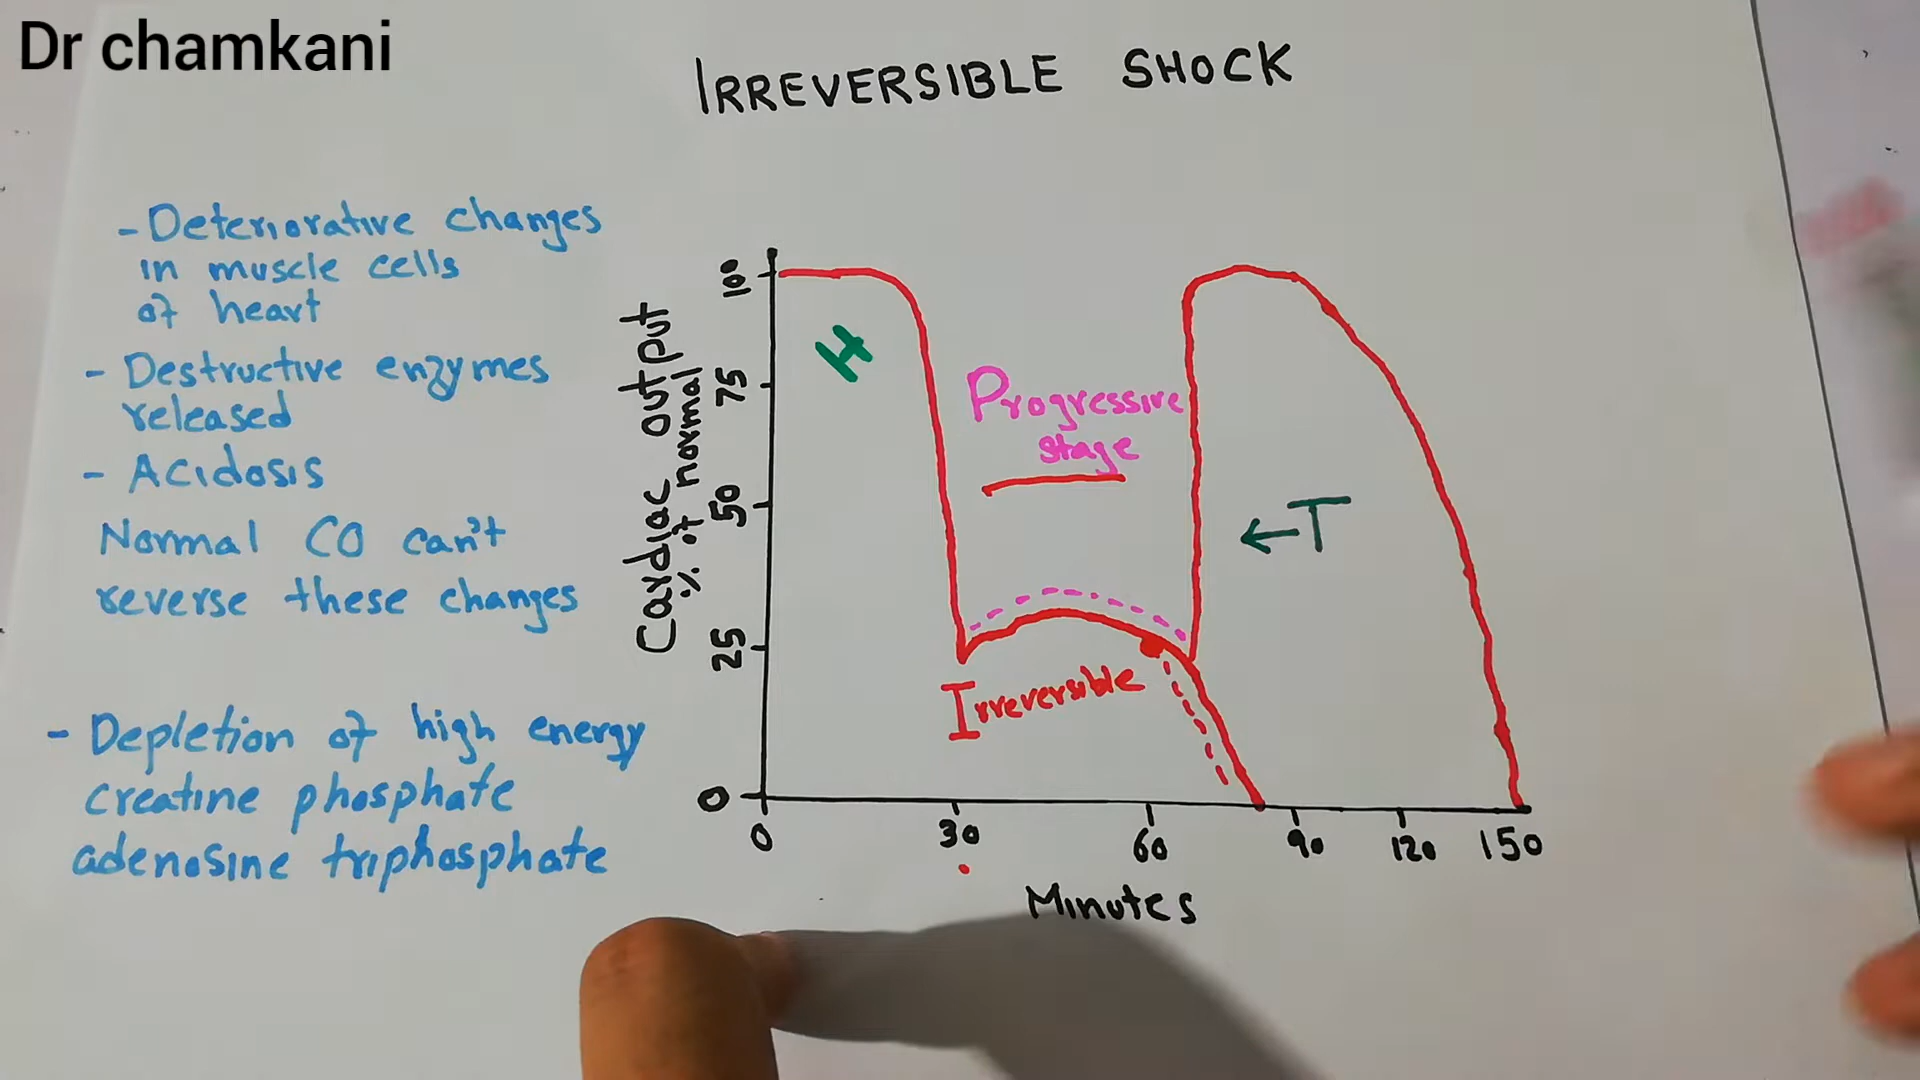 Dr chamkani
IRREVERSIBLE SHOCK
- Deteriorative changes
in muscle cells
of heart
- Destructive enzymes
released
- Acidosis
Normal CO can't
reverse these changes
- Depletion of high energy
creatine phosphate
adenosine triphosphate
Cardiac output
% of normal
100
75
50
25
0
H
Progressive
stage
←T
Irreversible
0 30 60 90 120 150
Minutes